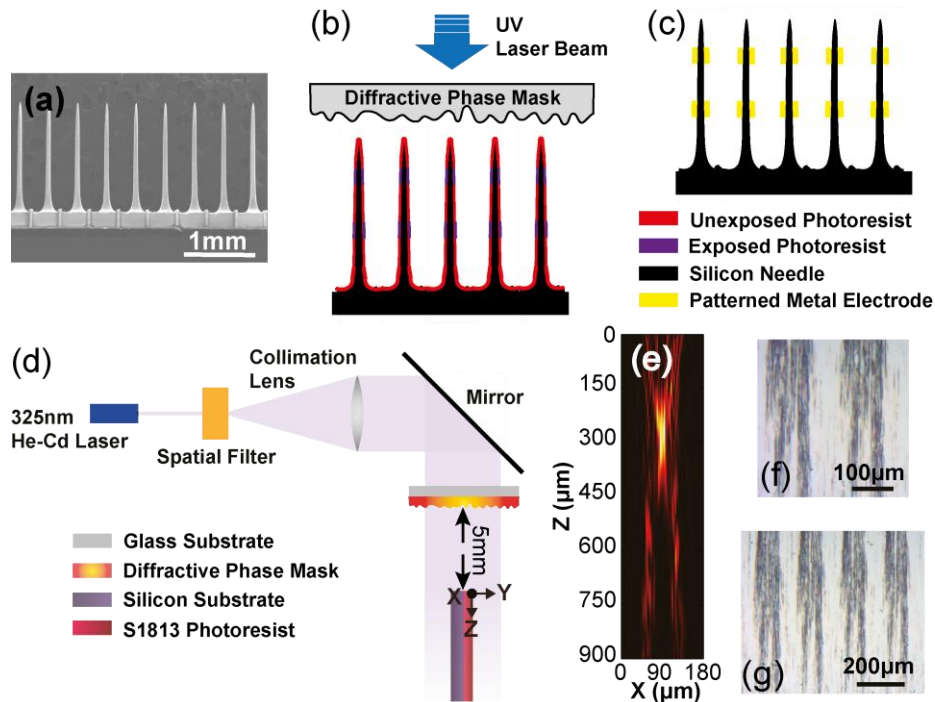 (a)
1mm
(b)
UV
Laser Beam
Diffractive Phase Mask
(c)
Unexposed Photoresist
Exposed Photoresist
Silicon Needle
Patterned Metal Electrode
(d)
Collimation
Lens
Mirror
325nm
He-Cd Laser
Spatial Filter
5mm
X
Y
Z
Glass Substrate
Diffractive Phase Mask
Silicon Substrate
S1813 Photoresist
(e)
0
150
300
450
600
750
900
Z (μm)
0 90 180
X (μm)
(f)
100μm
(g)
200μm